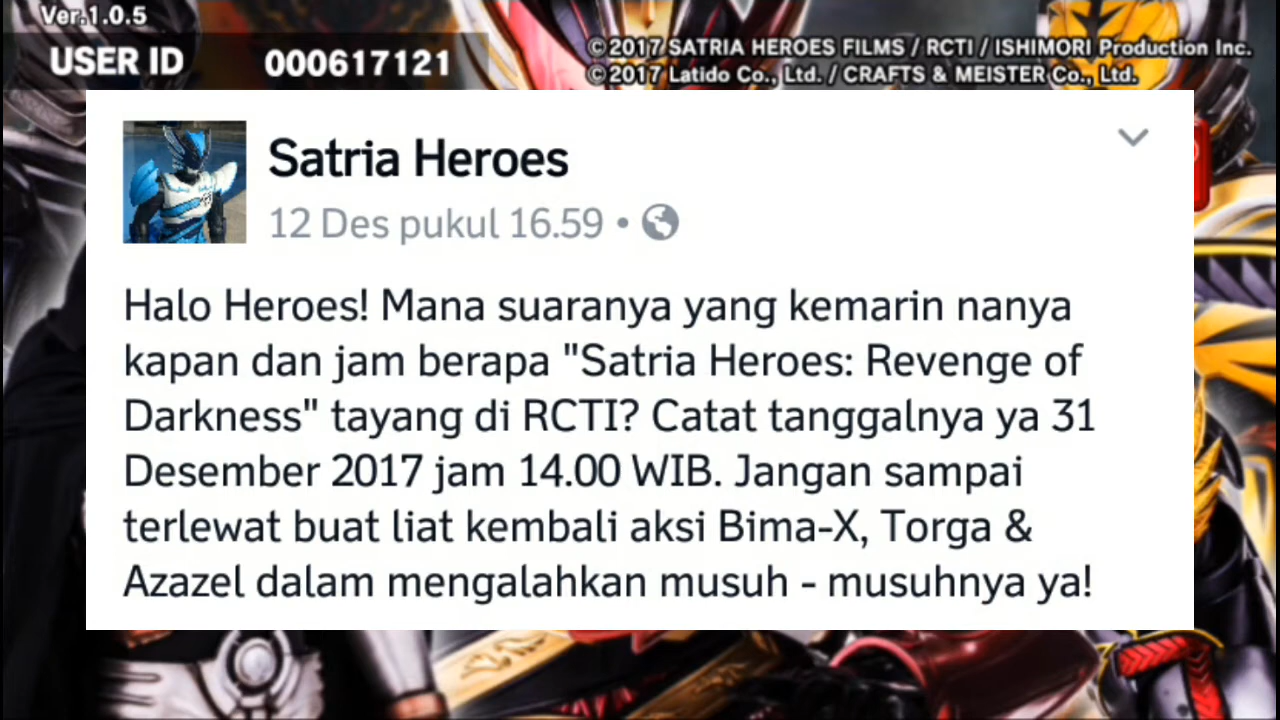 Ver.1.0.5
USER ID 000617121
©2017 SATRIA HEROES FILMS / RCTI / ISHIMORI Production Inc.
©2017 Latido Co., Ltd. / CRAFTS & MEISTER Co., Ltd.
Satria Heroes
12 Des pukul 16.59 •
Halo Heroes! Mana suaranya yang kemarin nanya
kapan dan jam berapa "Satria Heroes: Revenge of
Darkness" tayang di RCTI? Catat tanggalnya ya 31
Desember 2017 jam 14.00 WIB. Jangan sampai
terlewat buat liat kembali aksi Bima-X, Torga &
Azazel dalam mengalahkan musuh - musuhnya ya!